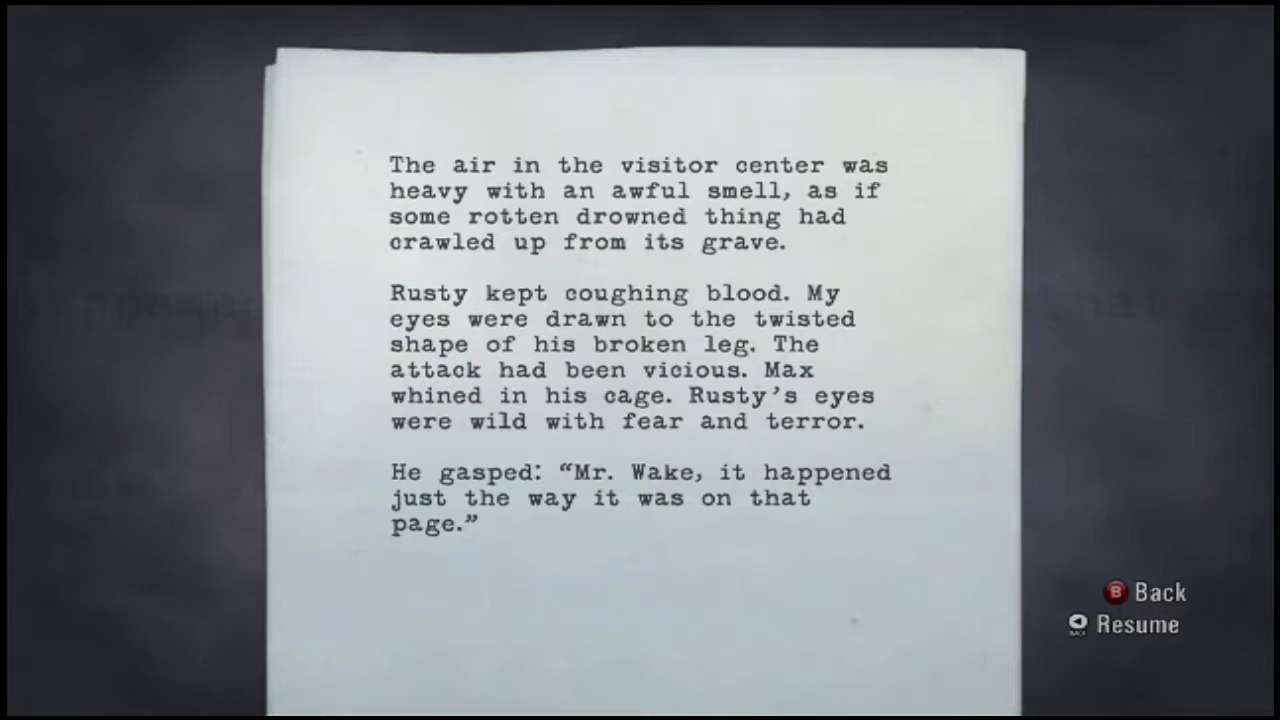 The air in the visitor center was
heavy with an awful smell, as if
some rotten drowned thing had
crawled up from its grave.
Rusty kept coughing blood. My
eyes were drawn to the twisted
shape of his broken leg. The
attack had been vicious. Max
whined in his cage. Rusty's eyes
were wild with fear and terror.
He gasped: “Mr. Wake, it happened
just the way it was on that
page.”
B Back
BACK Resume